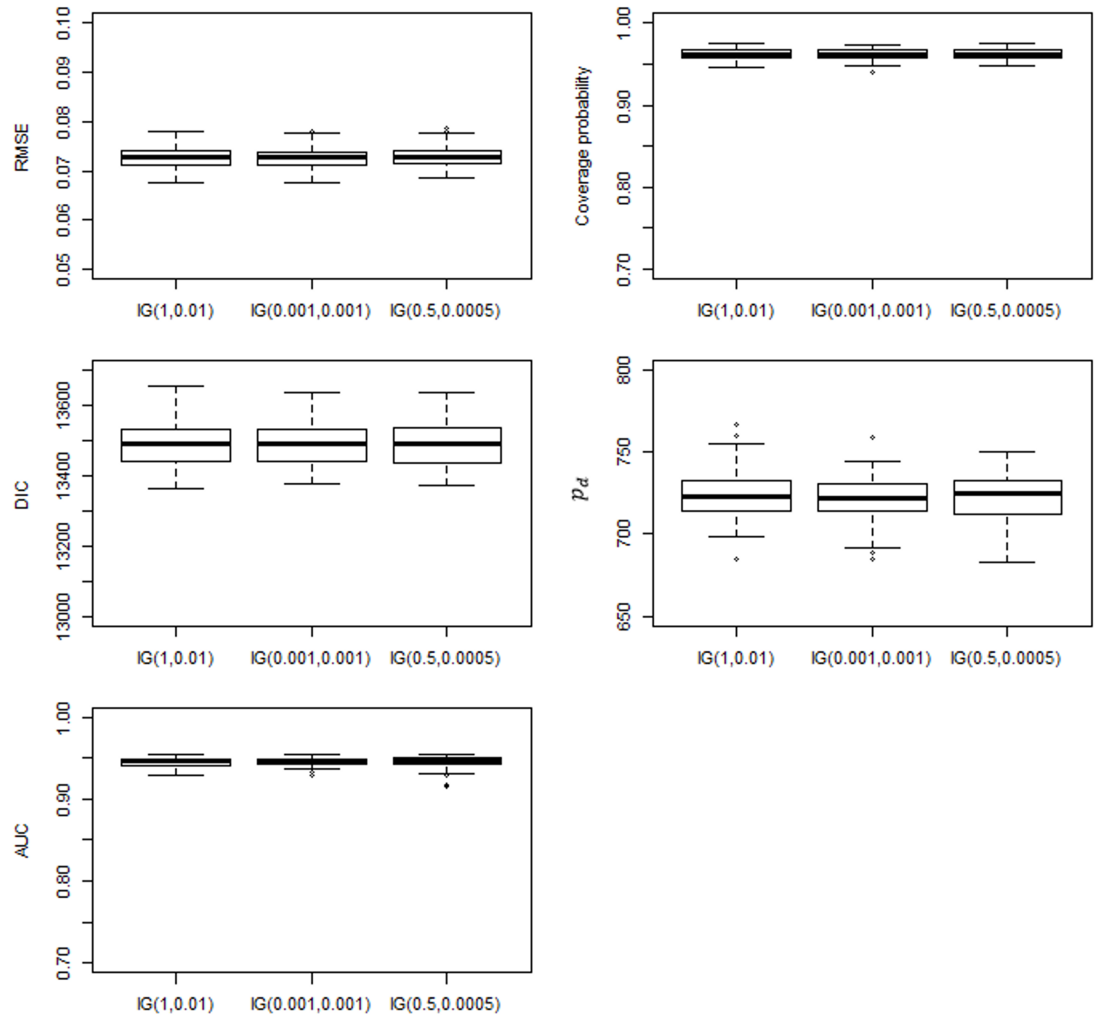 RMSE
0.10
0.09
0.08
0.07
0.06
0.05
IG(1,0.01) IG(0.001,0.001) IG(0.5,0.0005)
Coverage probability
1.00
0.90
0.80
0.70
IG(1,0.01) IG(0.001,0.001) IG(0.5,0.0005)
DIC
13600
13400
13200
13000
IG(1,0.01) IG(0.001,0.001) IG(0.5,0.0005)
p_d
800
750
700
650
IG(1,0.01) IG(0.001,0.001) IG(0.5,0.0005)
AUC
1.00
0.90
0.80
0.70
IG(1,0.01) IG(0.001,0.001) IG(0.5,0.0005)